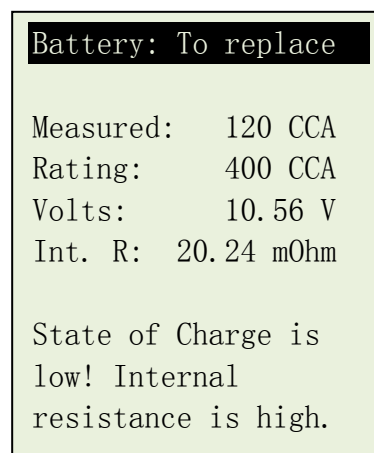 Battery: To replace
Measured: 120 CCA
Rating: 400 CCA
Volts: 10.56 V
Int. R: 20.24 mOhm
State of Charge is
low! Internal
resistance is high.